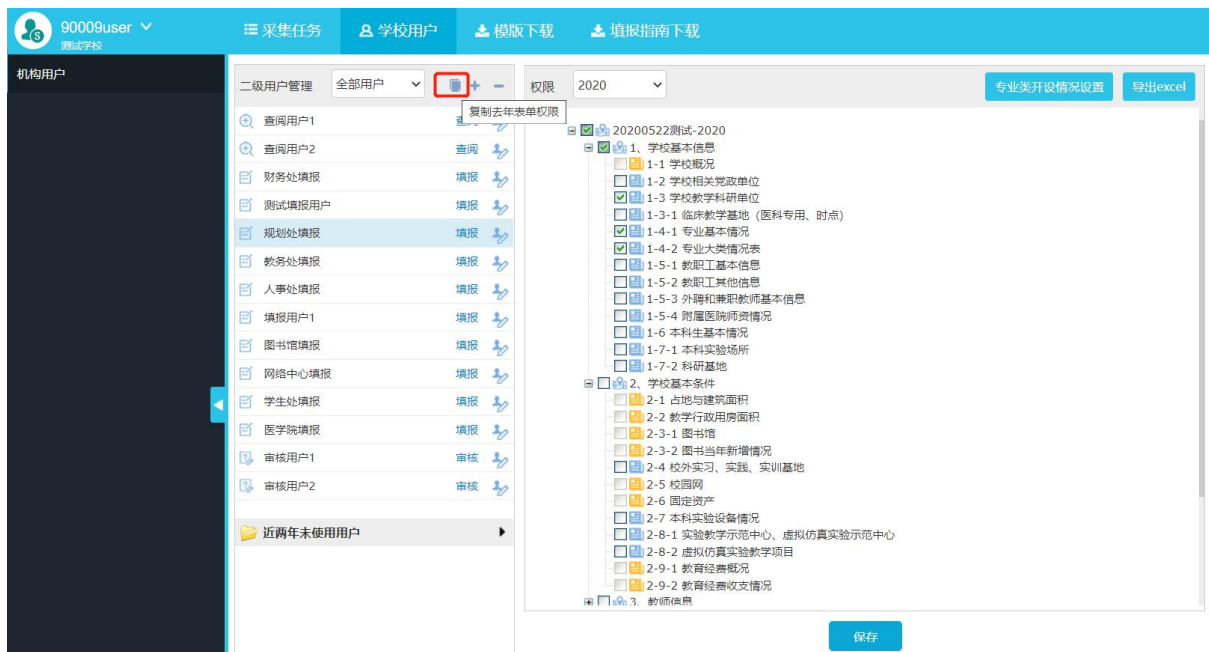 90009user
测试学校
采集任务
学校用户
模版下载
填报指南下载
机构用户
二级用户管理
全部用户
复制去年表单权限
查阅用户1
查阅用户2 查阅
财务处填报 填报
测试填报用户 填报
规划处填报 填报
教务处填报 填报
人事处填报 填报
填报用户1 填报
图书馆填报 填报
网络中心填报 填报
学生处填报 填报
医学院填报 填报
审核用户1 审核
审核用户2 审核
近两年未使用用户
权限
2020
专业类开设情况设置
导出excel
20200522测试-2020
1、学校基本信息
1-1 学校概况
1-2 学校相关党政单位
1-3 学校教学科研单位
1-3-1 临床教学基地（医科专用、时点）
1-4-1 专业基本情况
1-4-2 专业大类情况表
1-5-1 教职工基本信息
1-5-2 教职工其他信息
1-5-3 外聘和兼职教师基本信息
1-5-4 附属医院师资情况
1-6 本科生基本情况
1-7-1 本科实验场所
1-7-2 科研基地
2、学校基本条件
2-1 占地与建筑面积
2-2 教学行政用房面积
2-3-1 图书馆
2-3-2 图书当年新增情况
2-4 校外实习、实践、实训基地
2-5 校园网
2-6 固定资产
2-7 本科实验设备情况
2-8-1 实验教学示范中心、虚拟仿真实验示范中心
2-8-2 虚拟仿真实验教学项目
2-9-1 教育经费概况
2-9-2 教育经费收支情况
3、教师信息
保存